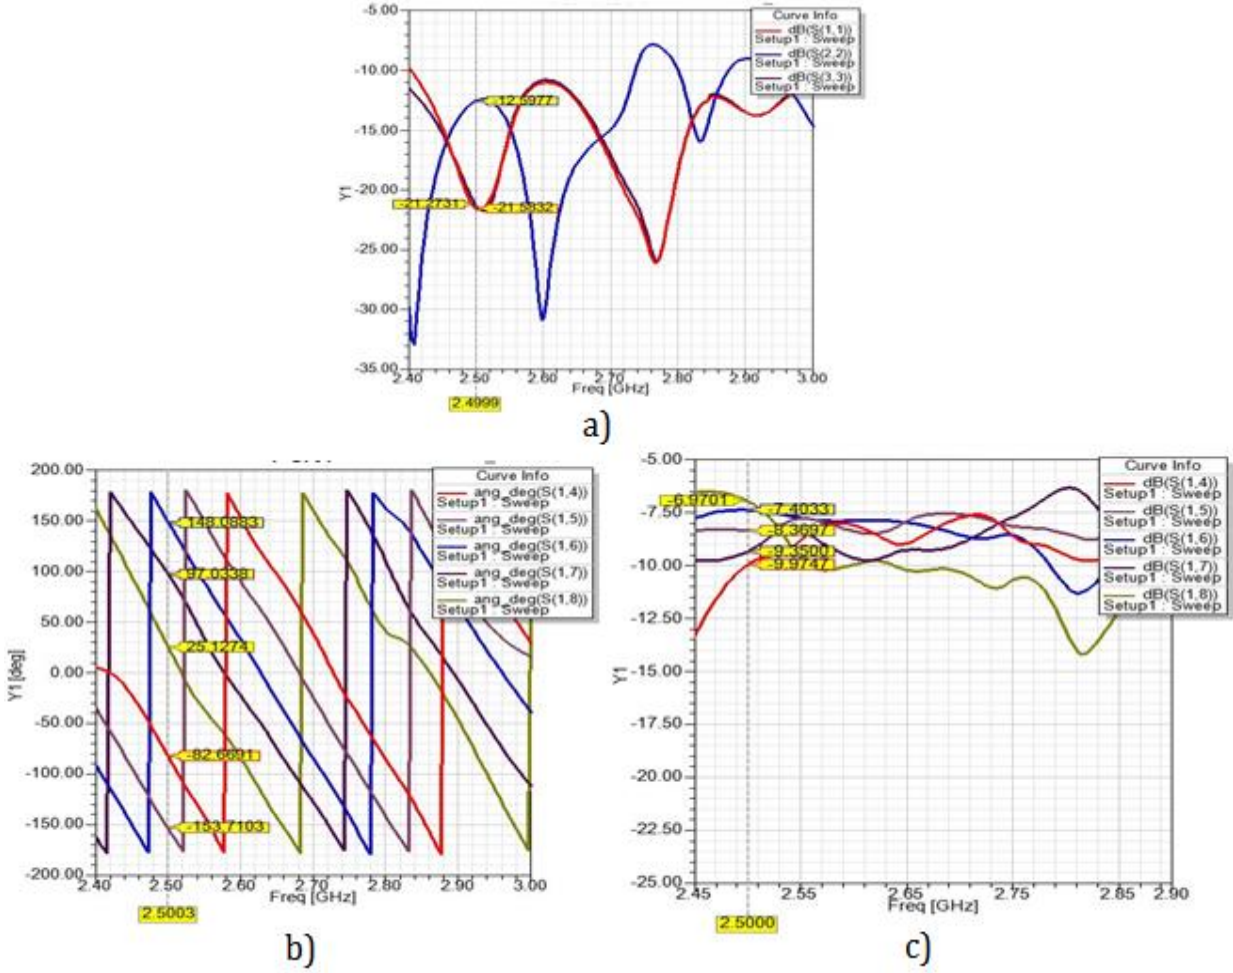 -5.00
-10.00
-15.00
-20.00
-25.00
-30.00
-35.00
Y1
2.40
2.50
2.60
2.70
2.80
2.90
3.00
Freq [GHz]
2.4999
-21.2731
-21.5832
Curve Info
dB(S(1,1))
Setup1 : Sweep
dB(S(2,2))
Setup1 : Sweep
dB(S(3,3))
Setup1 : Sweep
a)
200.00
150.00
100.00
50.00
0.00
-50.00
-100.00
-150.00
-200.00
Y1 [deg]
2.40
2.50
2.60
2.70
2.80
2.90
3.00
Freq [GHz]
2.5003
25.1274
-82.6691
-153.7103
Curve Info
ang_deg(S(1,4))
Setup1 : Sweep
ang_deg(S(1,5))
Setup1 : Sweep
ang_deg(S(1,6))
Setup1 : Sweep
ang_deg(S(1,7))
Setup1 : Sweep
ang_deg(S(1,8))
Setup1 : Sweep
b)
-5.00
-7.50
-10.00
-12.50
-15.00
-17.50
-20.00
-22.50
-25.00
Y1
2.45
2.55
2.65
2.75
2.85
2.90
Freq [GHz]
2.5000
-6.9701
-7.4033
-8.3697
-9.3500
-9.9747
Curve Info
dB(S(1,4))
Setup1 : Sweep
dB(S(1,5))
Setup1 : Sweep
dB(S(1,6))
Setup1 : Sweep
dB(S(1,7))
Setup1 : Sweep
dB(S(1,8))
Setup1 : Sweep
c)